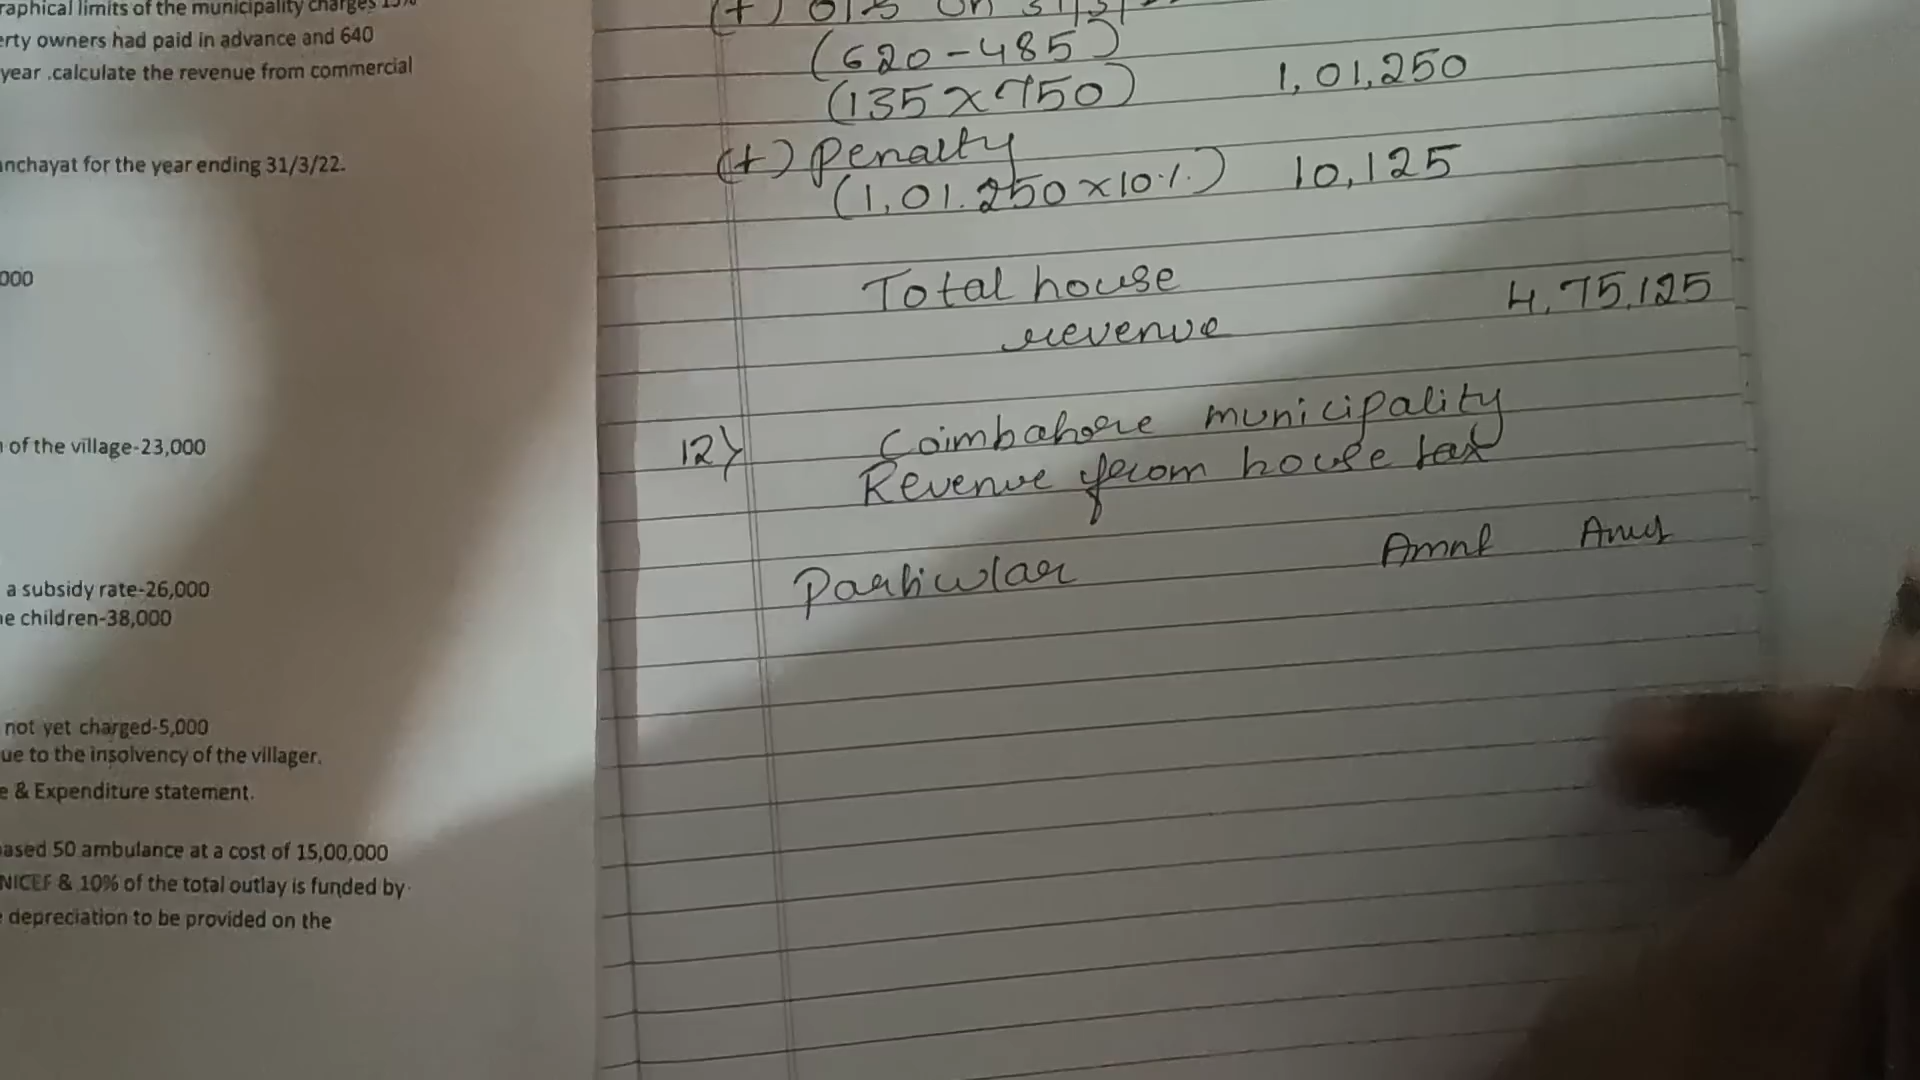 raphical limits of the municipality charges 15%
erty owners had paid in advance and 640
year .calculate the revenue from commercial
anchayat for the year ending 31/3/22.
000
of the village-23,000
a subsidy rate-26,000
e children-38,000
not yet charged-5,000
ue to the insolvency of the villager.
e & Expenditure statement.
ased 50 ambulance at a cost of 15,00,000
NICEF & 10% of the total outlay is funded by
depreciation to be provided on the
(+) O/S on 31/3/
(620-485)
(135x750) 1,01,250
(+) Penalty
(1,01.250x10%) 10,125
Total house 4,75,125
revenue
12) Coimbahore municipality
Revenue from house tax
Particular Amnt Amt